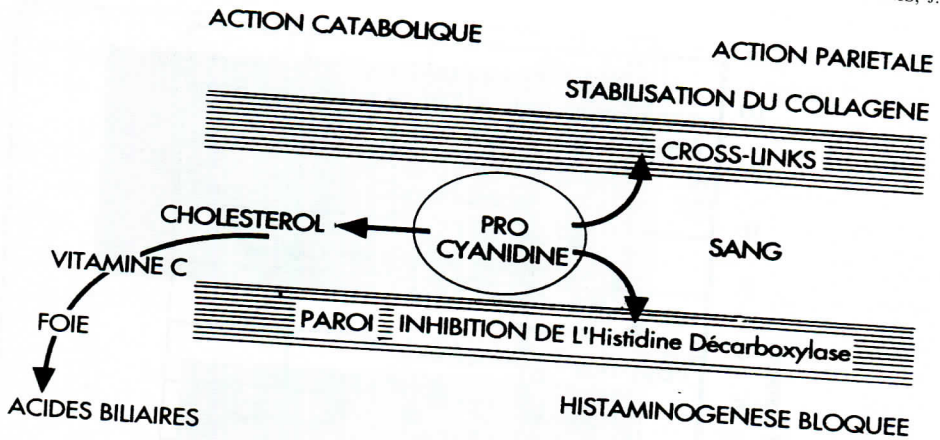 ACTION CATABOLIQUE
ACTION PARIETALE
STABILISATION DU COLLAGENE
CROSS-LINKS
CHOLESTEROL
PRO
CYANIDINE
SANG
VITAMINE C
FOIE
PAROI
INHIBITION DE L'Histidine Décarboxylase
ACIDES BILIAIRES
HISTAMINOGENESE BLOQUEE